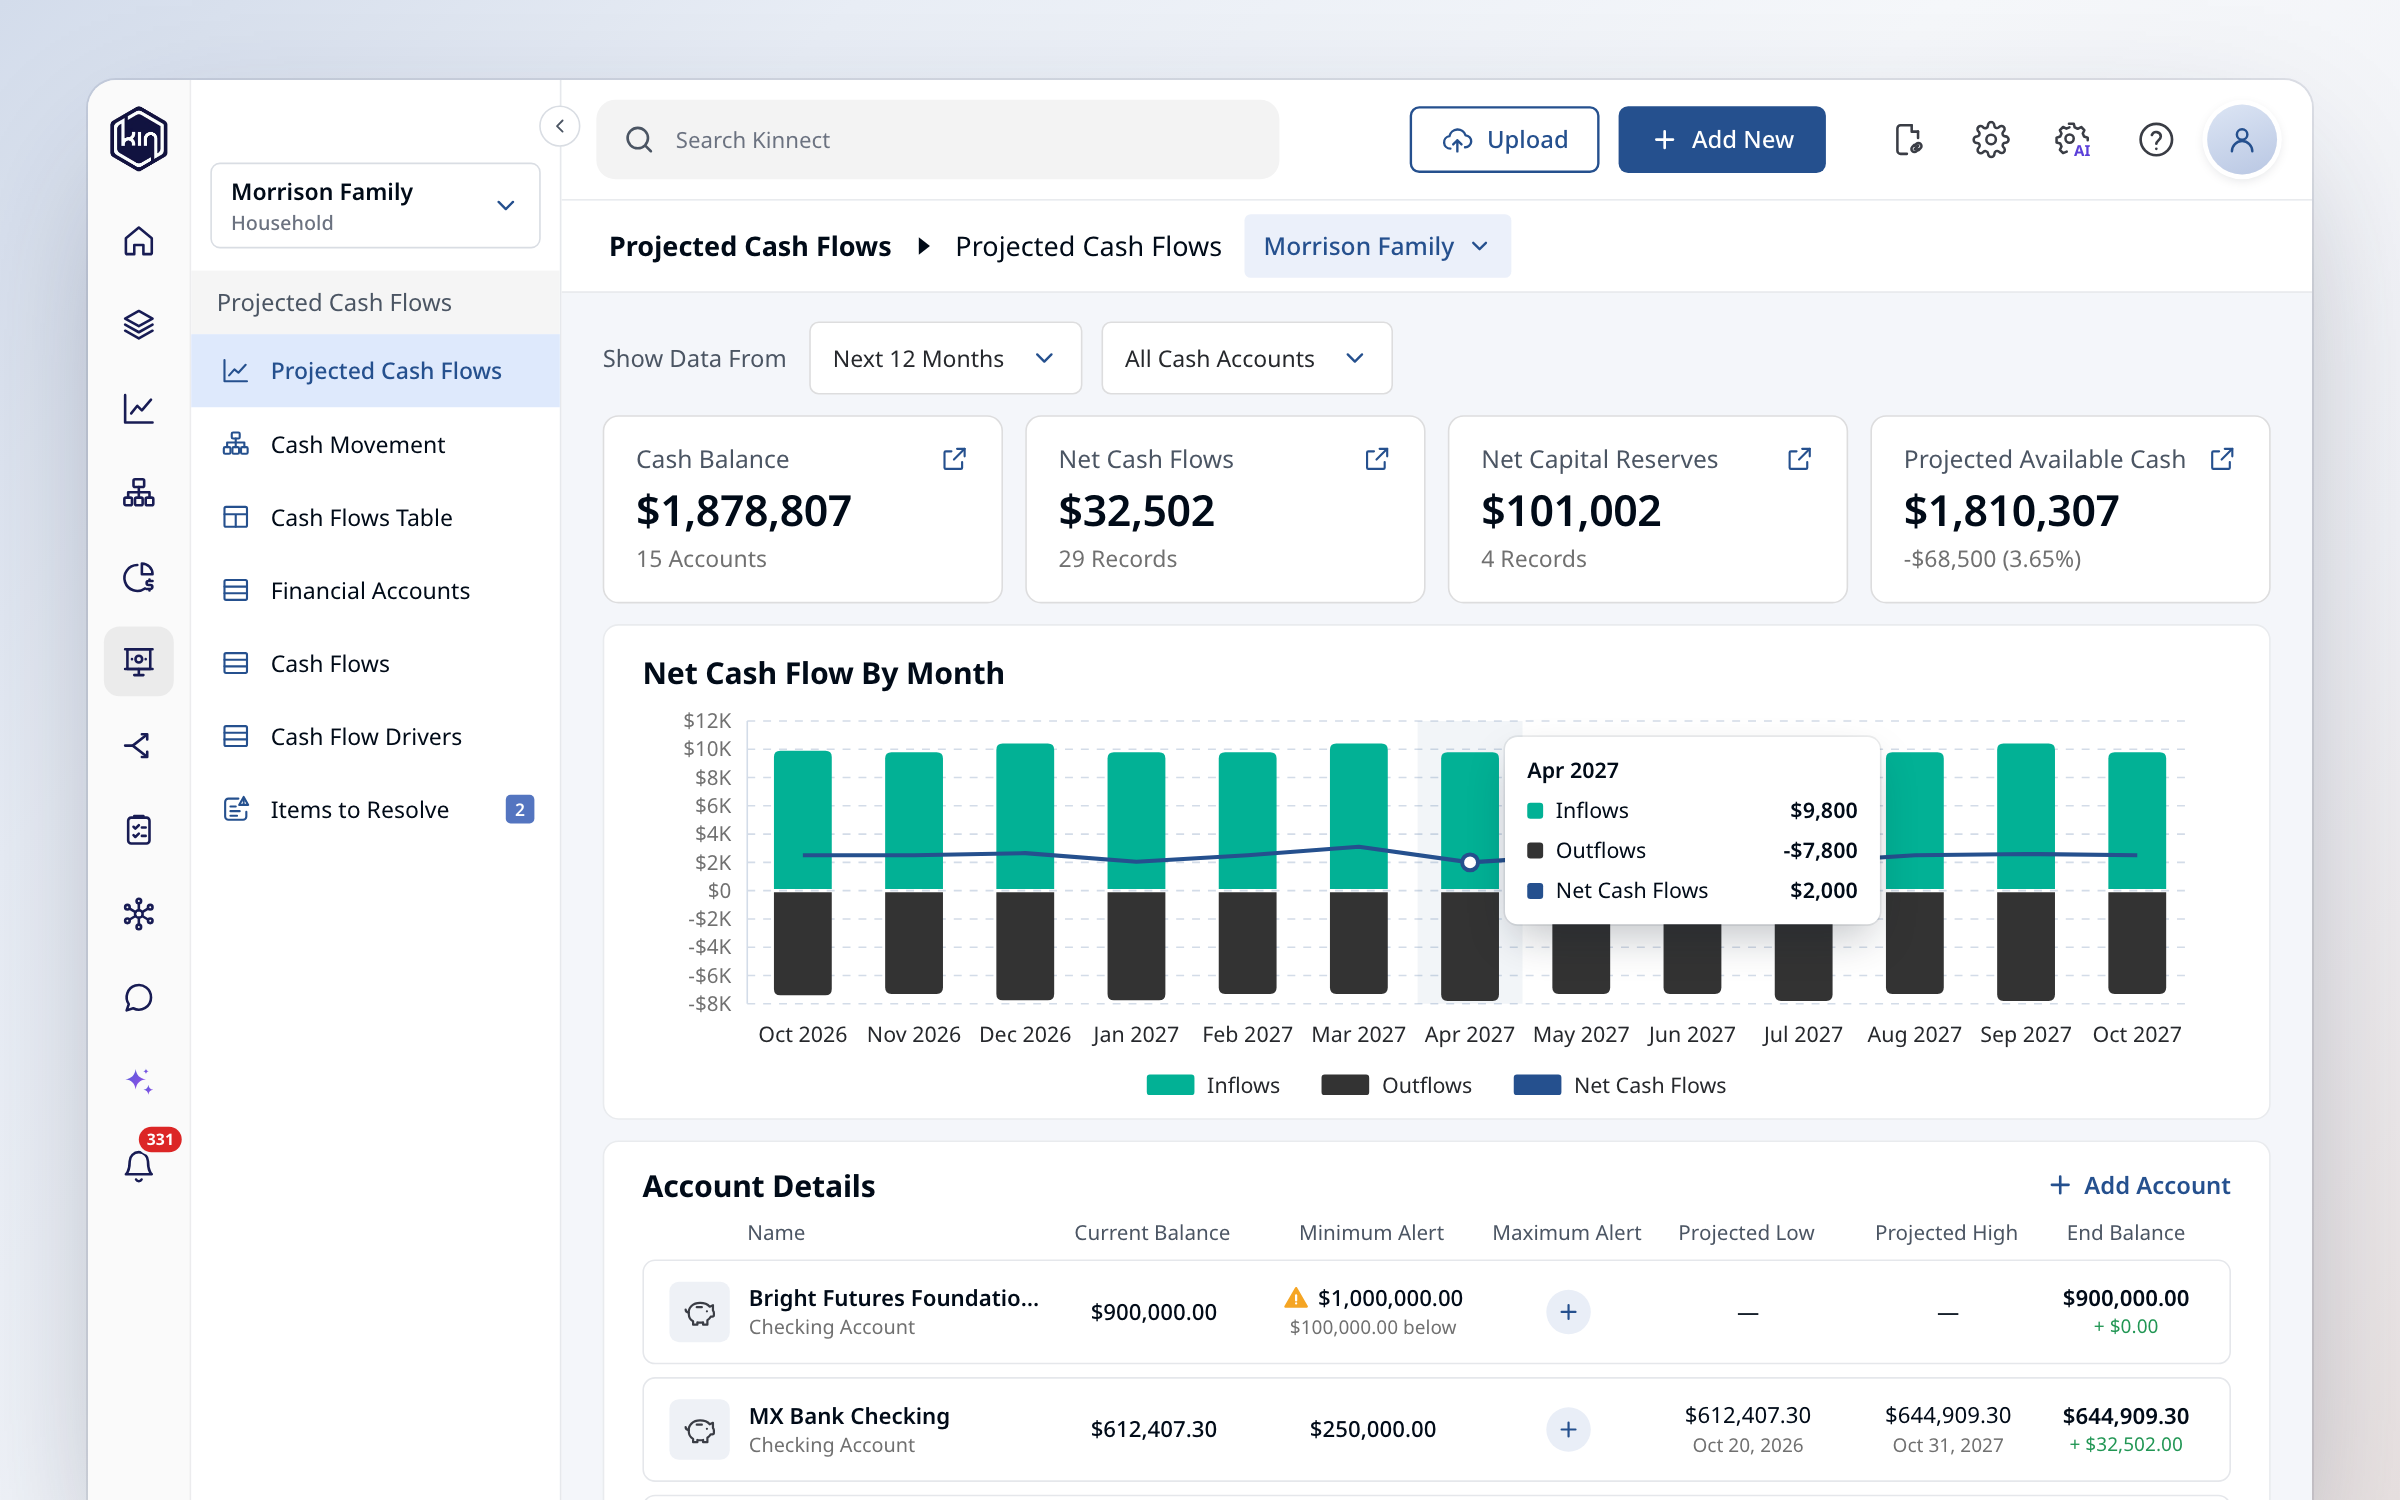 kin
Search Kinnect
Upload
+ Add New
AI
Morrison Family
Household
Projected Cash Flows
Projected Cash Flows
Cash Movement
Cash Flows Table
Financial Accounts
Cash Flows
Cash Flow Drivers
Items to Resolve 2
331
Projected Cash Flows Projected Cash Flows Morrison Family
Show Data From Next 12 Months All Cash Accounts
Cash Balance
$1,878,807
15 Accounts
Net Cash Flows
$32,502
29 Records
Net Capital Reserves
$101,002
4 Records
Projected Available Cash
$1,810,307
-$68,500 (3.65%)
Net Cash Flow By Month
$12K
$10K
$8K
$6K
$4K
$2K
$0
-$2K
-$4K
-$6K
-$8K
Apr 2027
Inflows $9,800
Outflows -$7,800
Net Cash Flows $2,000
Oct 2026 Nov 2026 Dec 2026 Jan 2027 Feb 2027 Mar 2027 Apr 2027 May 2027 Jun 2027 Jul 2027 Aug 2027 Sep 2027 Oct 2027
Inflows Outflows Net Cash Flows
Account Details
+ Add Account
Name Current Balance Minimum Alert Maximum Alert Projected Low Projected High End Balance
Bright Futures Foundatio...
Checking Account
$900,000.00
$1,000,000.00
$100,000.00 below
+
—
—
$900,000.00
+ $0.00
MX Bank Checking
Checking Account
$612,407.30
$250,000.00
+
$612,407.30
Oct 20, 2026
$644,909.30
Oct 31, 2027
$644,909.30
+ $32,502.00